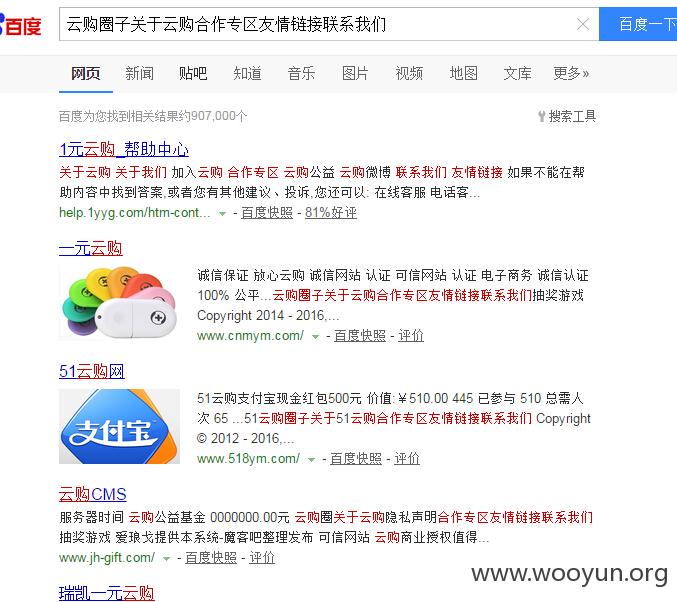 百度
云购圈子关于云购合作专区友情链接联系我们
百度一下
网页 新闻 贴吧 知道 音乐 图片 视频 地图 文库 更多»
百度为您找到相关结果约907,000个
搜索工具
1元云购_帮助中心
关于云购 关于我们 加入云购 合作专区 云购公益 云购微博 联系我们 友情链接 如果不能在帮
助内容中找到答案,或者您有其他建议、投诉,您还可以: 在线客服 电话客...
help.1yyg.com/htm-cont... - 百度快照 - 81%好评
一元云购
诚信保证 放心云购 诚信网站 认证 可信网站 认证 电子商务 诚信认证
100% 公平...云购圈子关于云购合作专区友情链接联系我们抽奖游戏
Copyright 2014 - 2016,...
www.cnmym.com/ - 百度快照 - 评价
51云购网
支付宝
51云购支付宝现金红包500元 价值:￥510.00 445 已参与 510 总需人
次 65 ...51云购圈子关于51云购合作专区友情链接联系我们 Copyright
© 2012 - 2016,...
www.518ym.com/ - 百度快照 - 评价
云购CMS
服务器时间 云购公益基金 0000000.00元 云购圈关于云购隐私声明合作专区友情链接联系我们
抽奖游戏 爱琅戈提供本系统-魔客吧整理发布 可信网站 云购商业授权值得...
www.jh-gift.com/ - 百度快照 - 评价
www.wooyun.org
瑞凯一元云购